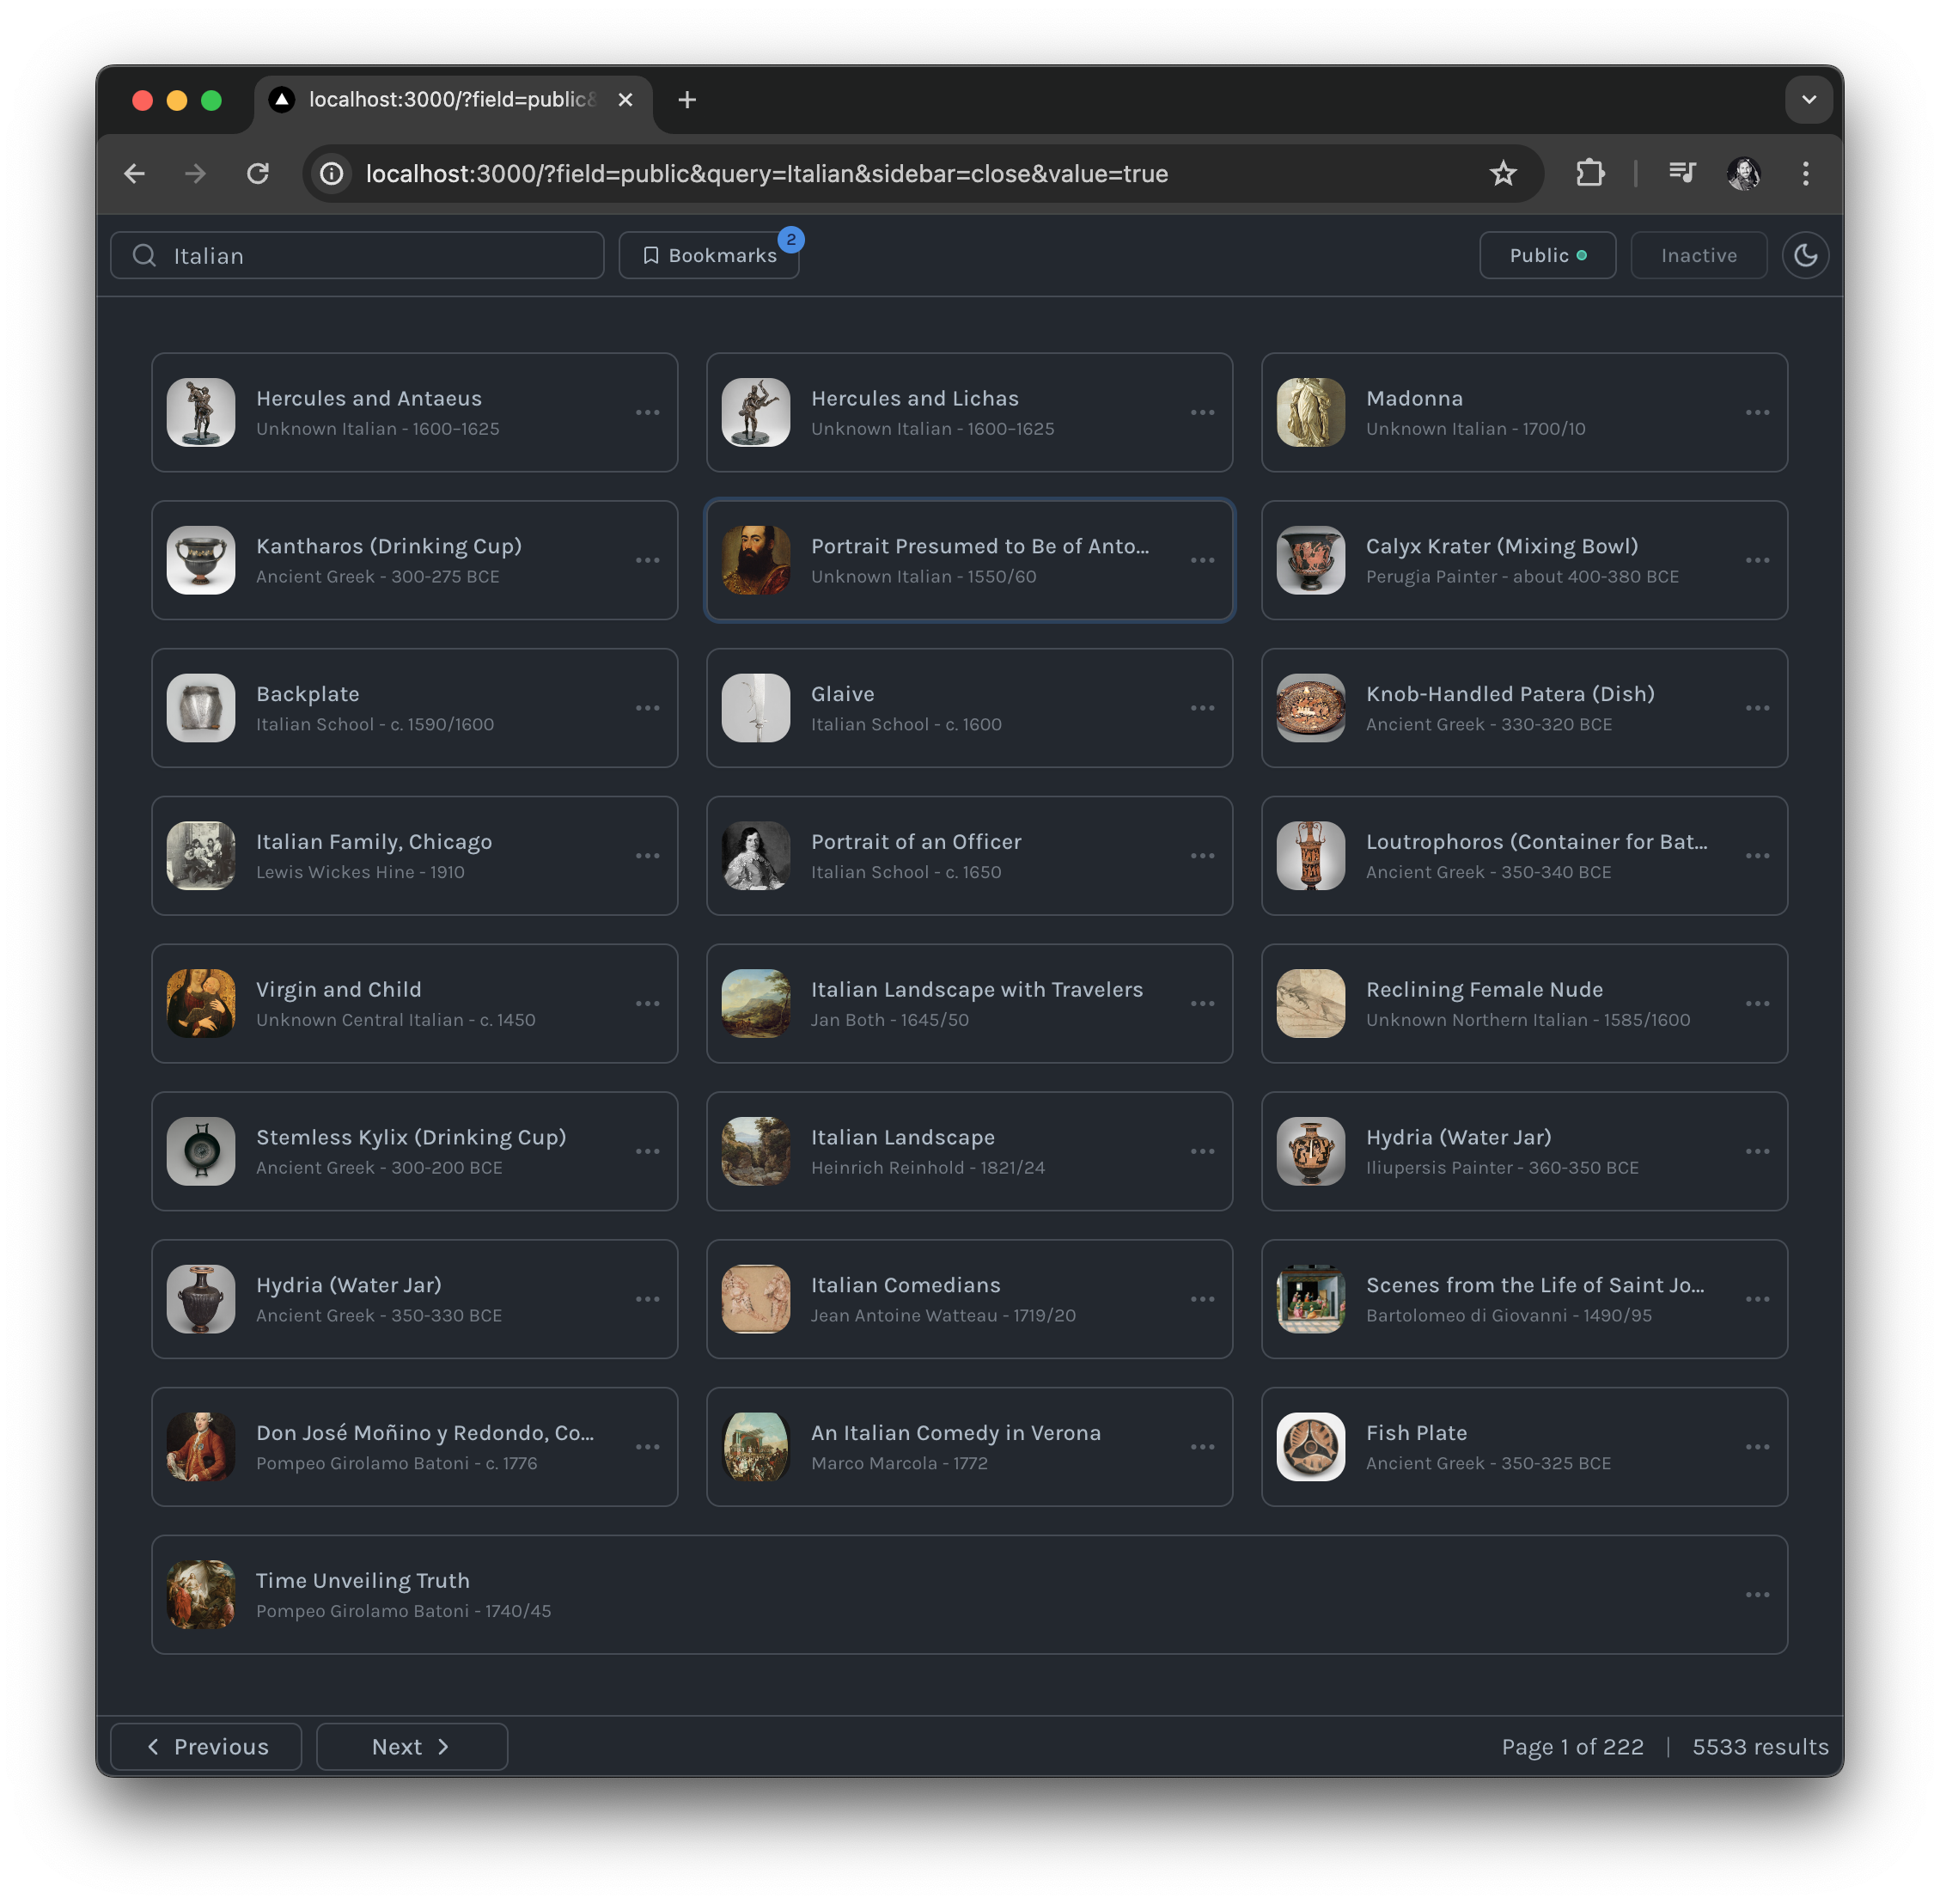 localhost:3000/?field=public&
localhost:3000/?field=public&query=Italian&sidebar=close&value=true
Italian
Bookmarks
2
Public
Inactive
Hercules and Antaeus
Unknown Italian - 1600–1625
Hercules and Lichas
Unknown Italian - 1600–1625
Madonna
Unknown Italian - 1700/10
Kantharos (Drinking Cup)
Ancient Greek - 300-275 BCE
Portrait Presumed to Be of Anto...
Unknown Italian - 1550/60
Calyx Krater (Mixing Bowl)
Perugia Painter - about 400-380 BCE
Backplate
Italian School - c. 1590/1600
Glaive
Italian School - c. 1600
Knob-Handled Patera (Dish)
Ancient Greek - 330-320 BCE
Italian Family, Chicago
Lewis Wickes Hine - 1910
Portrait of an Officer
Italian School - c. 1650
Loutrophoros (Container for Bat...
Ancient Greek - 350-340 BCE
Virgin and Child
Unknown Central Italian - c. 1450
Italian Landscape with Travelers
Jan Both - 1645/50
Reclining Female Nude
Unknown Northern Italian - 1585/1600
Stemless Kylix (Drinking Cup)
Ancient Greek - 300-200 BCE
Italian Landscape
Heinrich Reinhold - 1821/24
Hydria (Water Jar)
Iliupersis Painter - 360-350 BCE
Hydria (Water Jar)
Ancient Greek - 350-330 BCE
Italian Comedians
Jean Antoine Watteau - 1719/20
Scenes from the Life of Saint Jo...
Bartolomeo di Giovanni - 1490/95
Don José Moñino y Redondo, Co...
Pompeo Girolamo Batoni - c. 1776
An Italian Comedy in Verona
Marco Marcola - 1772
Fish Plate
Ancient Greek - 350-325 BCE
Time Unveiling Truth
Pompeo Girolamo Batoni - 1740/45
Previous
Next
Page 1 of 222 | 5533 results